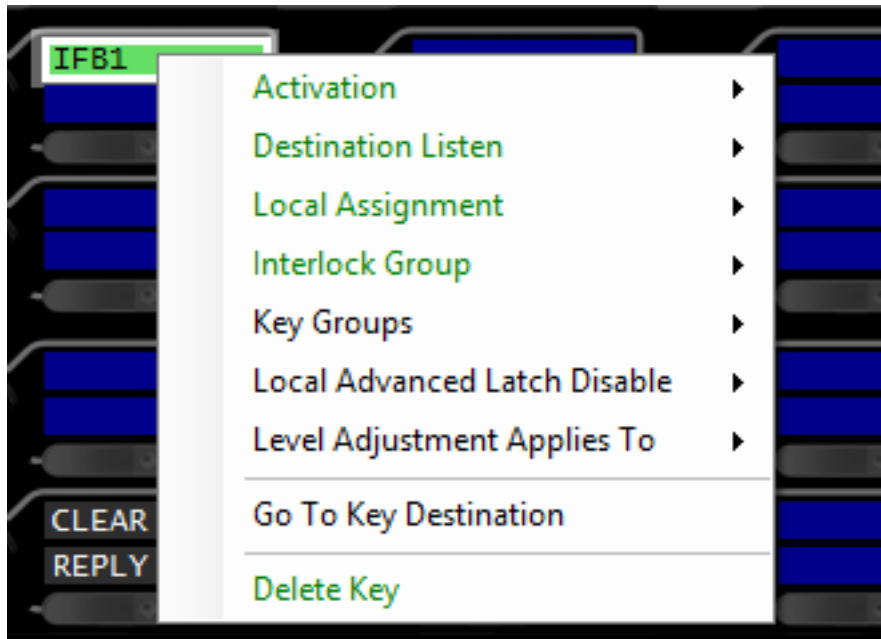 IFB1
Activation
Destination Listen
Local Assignment
Interlock Group
Key Groups
Local Advanced Latch Disable
Level Adjustment Applies To
Go To Key Destination
Delete Key
CLEAR
REPLY